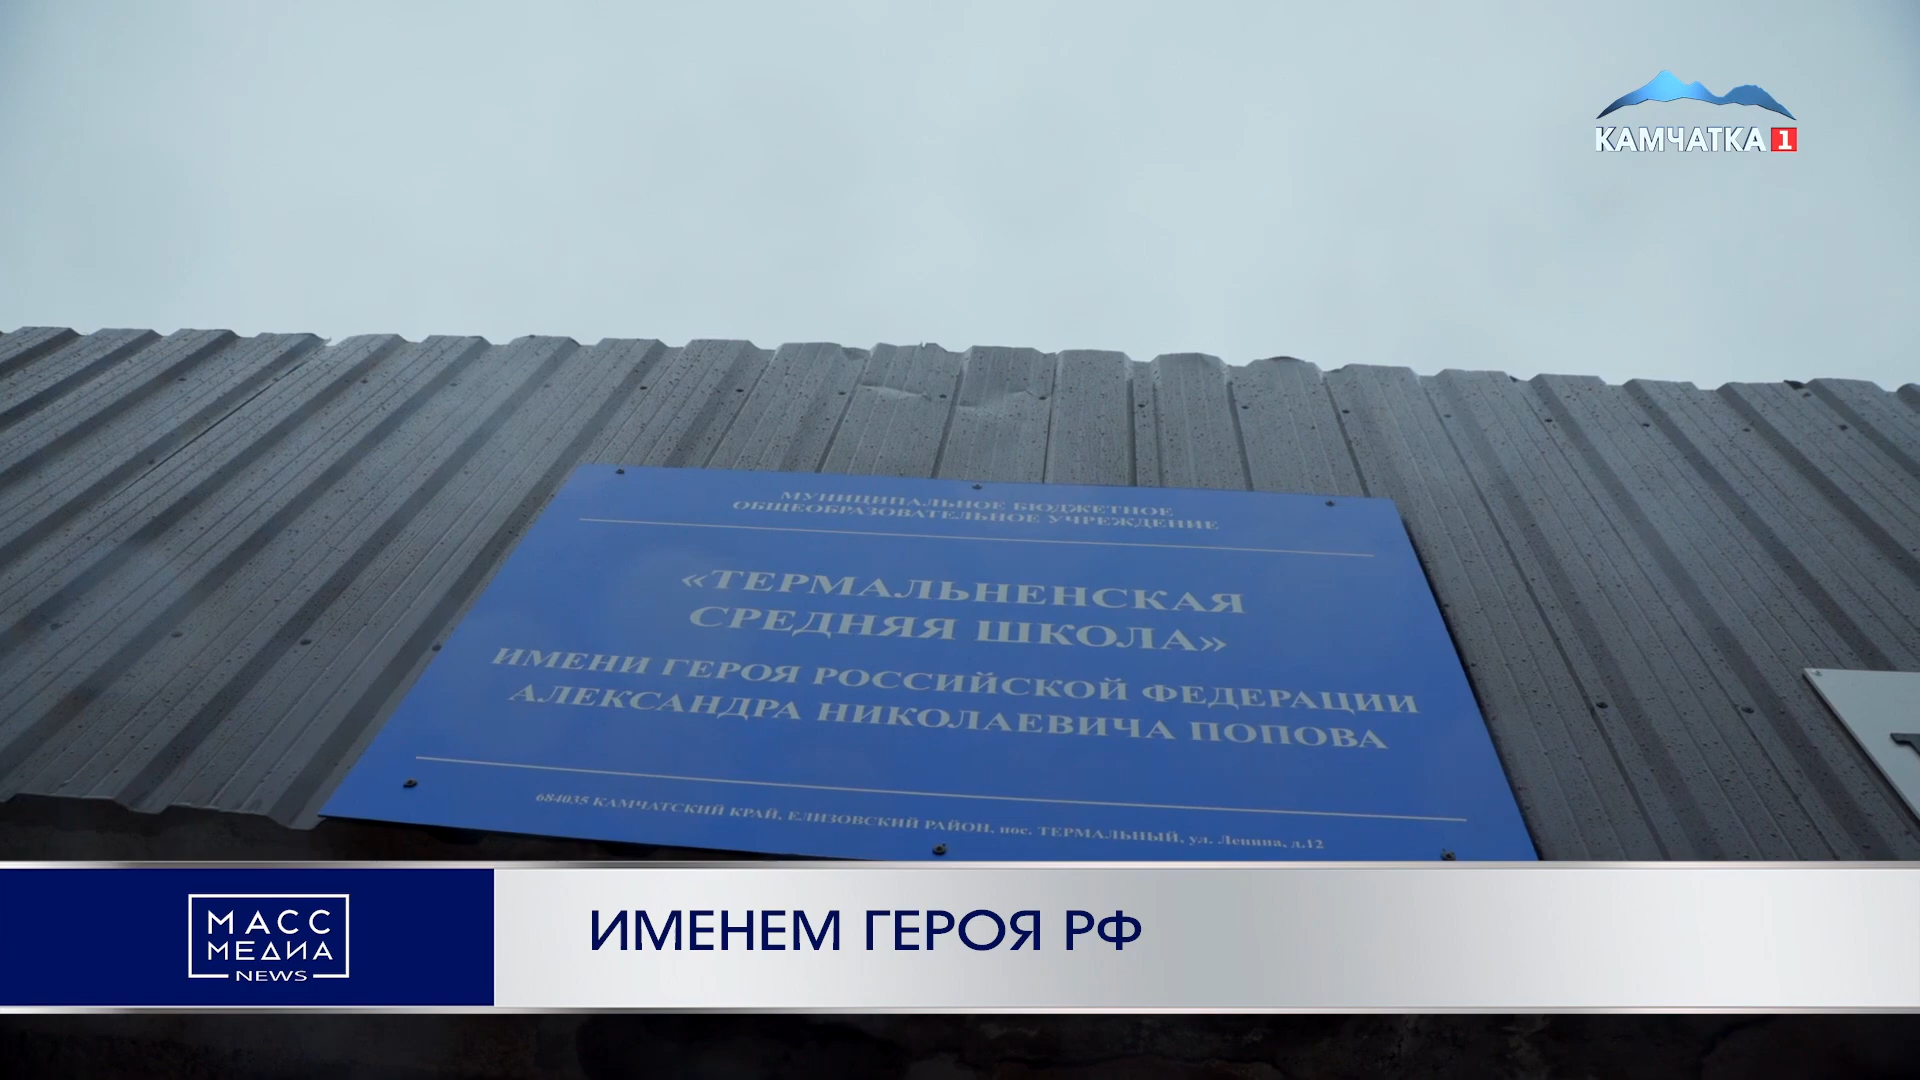 КАМЧАТКА 1
МУНИЦИПАЛЬНОЕ БЮДЖЕТНОЕ
ОБЩЕОБРАЗОВАТЕЛЬНОЕ УЧРЕЖДЕНИЕ
«ТЕРМАЛЬНЕНСКАЯ
СРЕДНЯЯ ШКОЛА»
ИМЕНИ ГЕРОЯ РОССИЙСКОЙ ФЕДЕРАЦИИ
АЛЕКСАНДРА НИКОЛАЕВИЧА ПОПОВА
684035 КАМЧАТСКИЙ КРАЙ, ЕЛИЗОВСКИЙ РАЙОН, пос. ТЕРМАЛЬНЫЙ, ул. Ленина, д.12
МАСС
МЕДИА
NEWS
ИМЕНЕМ ГЕРОЯ РФ